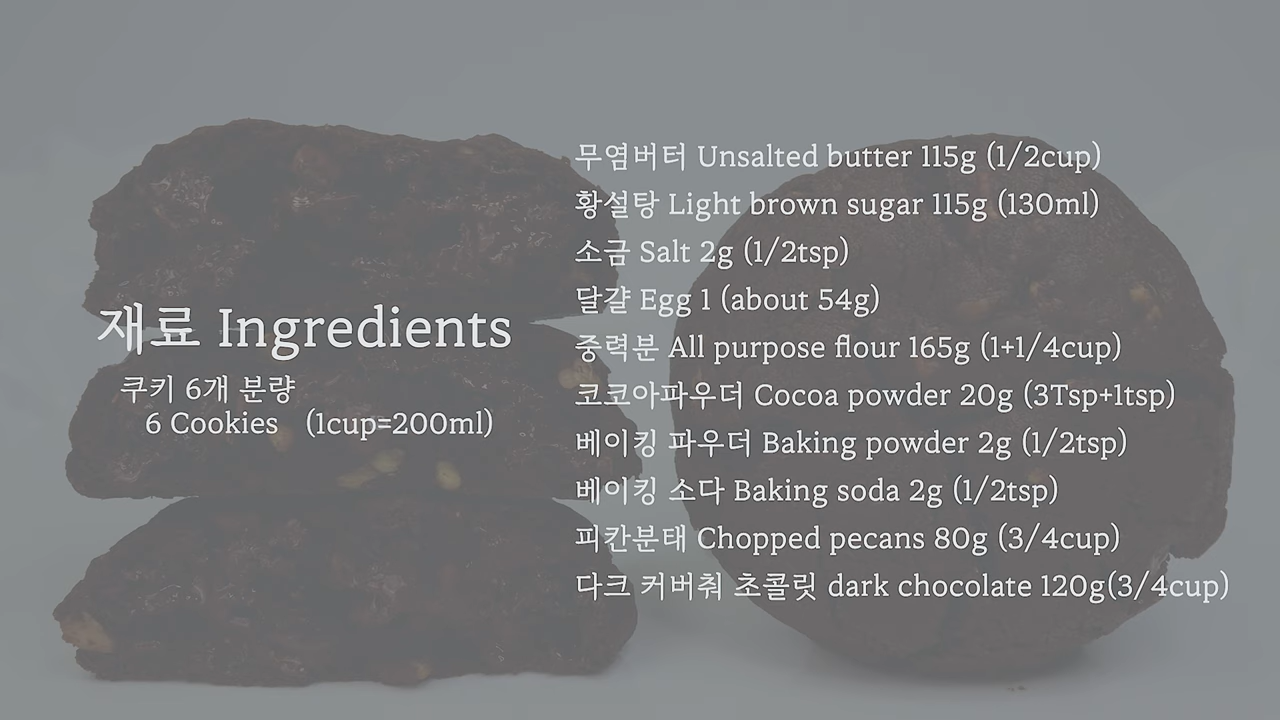 재료 Ingredients
쿠키 6개 분량
6 Cookies (1cup=200ml)
무염버터 Unsalted butter 115g (1/2cup)
황설탕 Light brown sugar 115g (130ml)
소금 Salt 2g (1/2tsp)
달걀 Egg 1 (about 54g)
중력분 All purpose flour 165g (1+1/4cup)
코코아파우더 Cocoa powder 20g (3Tsp+1tsp)
베이킹 파우더 Baking powder 2g (1/2tsp)
베이킹 소다 Baking soda 2g (1/2tsp)
피칸분태 Chopped pecans 80g (3/4cup)
다크 커버춰 초콜릿 dark chocolate 120g(3/4cup)